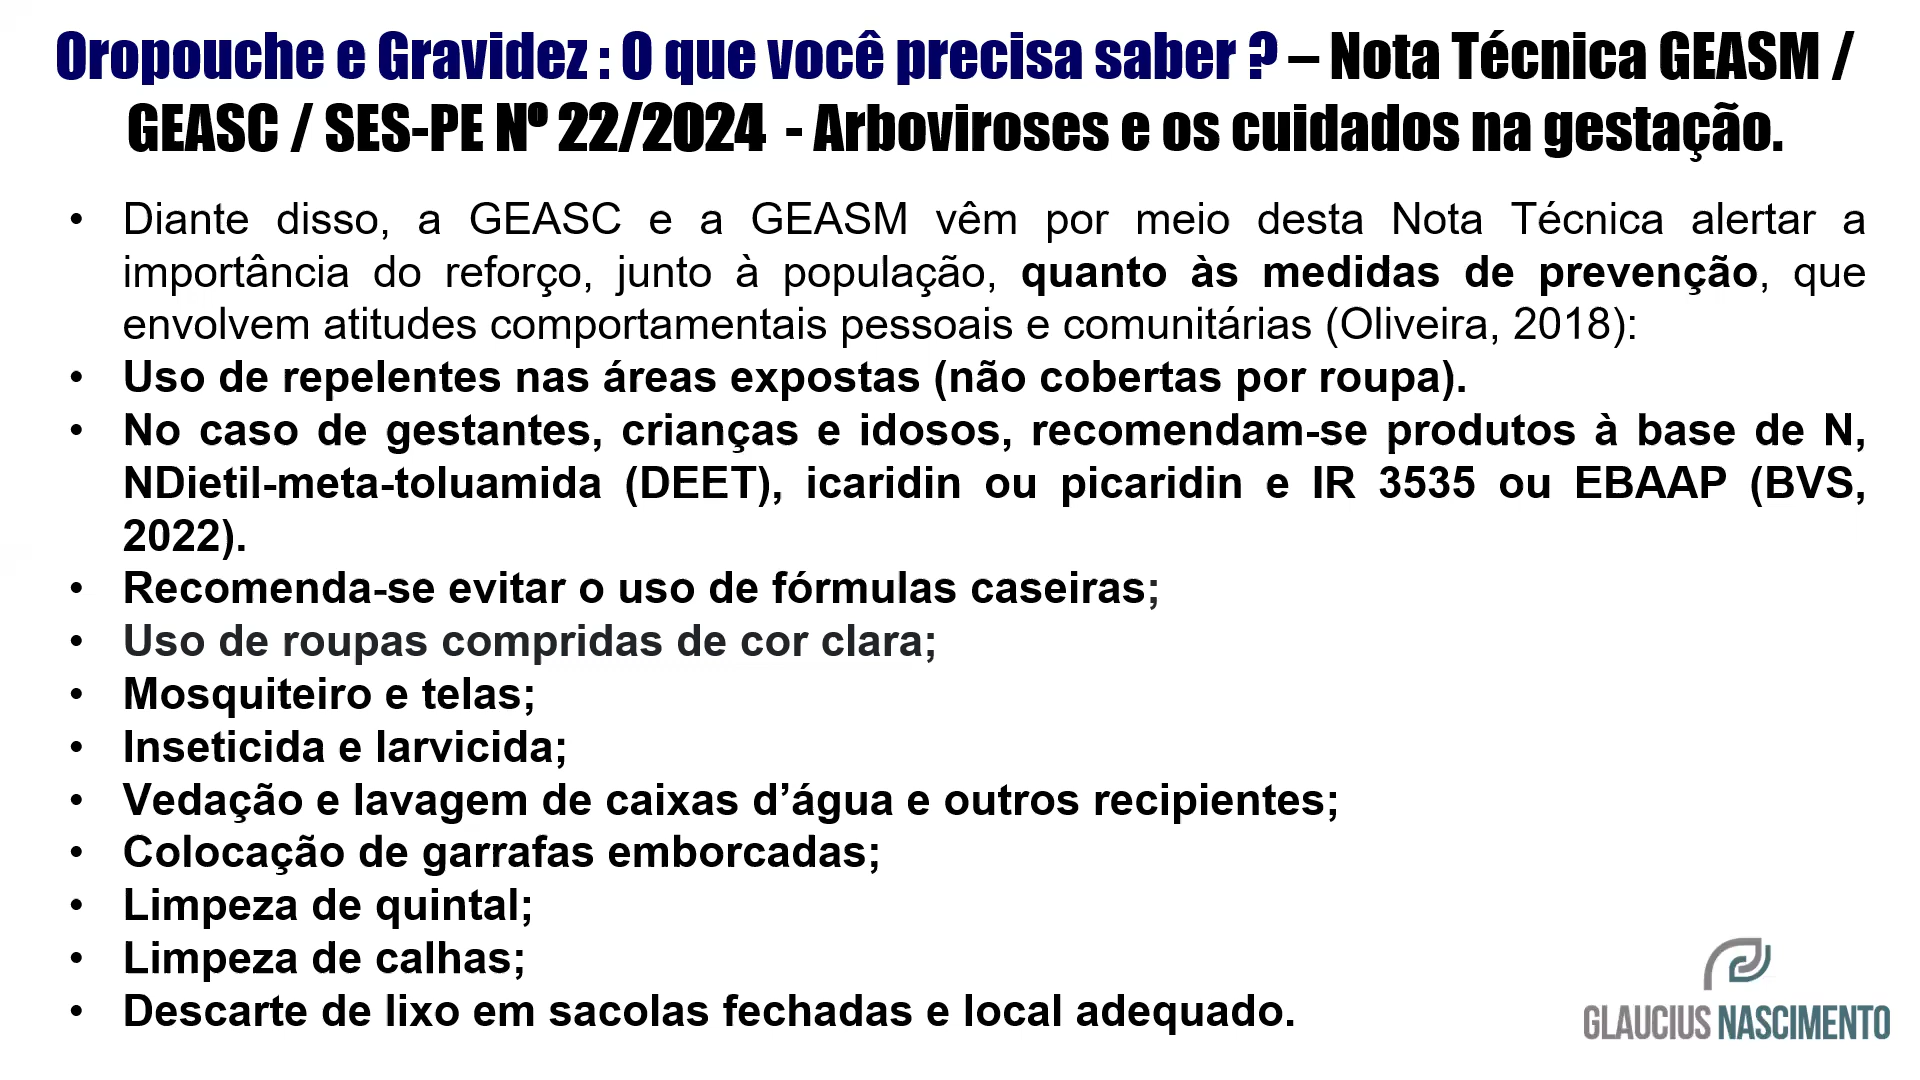 Oropouche e Gravidez : O que você precisa saber ? – Nota Técnica GEASM /
GEASC / SES-PE Nº 22/2024 - Arboviroses e os cuidados na gestação.
• Diante disso, a GEASC e a GEASM vêm por meio desta Nota Técnica alertar a
importância do reforço, junto à população, quanto às medidas de prevenção, que
envolvem atitudes comportamentais pessoais e comunitárias (Oliveira, 2018):
• Uso de repelentes nas áreas expostas (não cobertas por roupa).
• No caso de gestantes, crianças e idosos, recomendam-se produtos à base de N,
NDietil-meta-toluamida (DEET), icaridin ou picaridin e IR 3535 ou EBAAP (BVS,
2022).
• Recomenda-se evitar o uso de fórmulas caseiras;
• Uso de roupas compridas de cor clara;
• Mosquiteiro e telas;
• Inseticida e larvicida;
• Vedação e lavagem de caixas d’água e outros recipientes;
• Colocação de garrafas emborcadas;
• Limpeza de quintal;
• Limpeza de calhas;
• Descarte de lixo em sacolas fechadas e local adequado.
GLAUCIUS NASCIMENTO